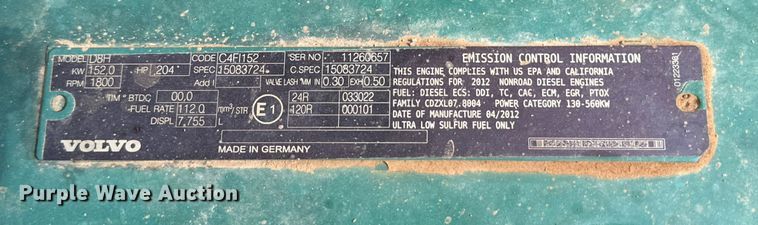 MODEL D8H CODE C4FI152 SER NO 11260657
KW 152.0 HP 204 SPEC 15083724 C.SPEC 15083724
RPM 1800 Add I VALVE LASH MM IN 0.30 EXH 0.50
TIM ° BTDC 00.0 24R 033022
FUEL RATE 112.0 mm³/STR E1 120R 000101
DISPL 7,755 L
VOLVO MADE IN GERMANY
EMISSION CONTROL INFORMATION
THIS ENGINE COMPLIES WITH US EPA AND CALIFORNIA
REGULATIONS FOR 2012 NONROAD DIESEL ENGINES
FUEL: DIESEL ECS: DDI, TC, CAC, ECM, EGR, PTOX
FAMILY CDZXL07.8004 POWER CATEGORY 130-560KW
DATE OF MANUFACTURE 04/2012
ULTRA LOW SULFUR FUEL ONLY
Purple Wave Auction